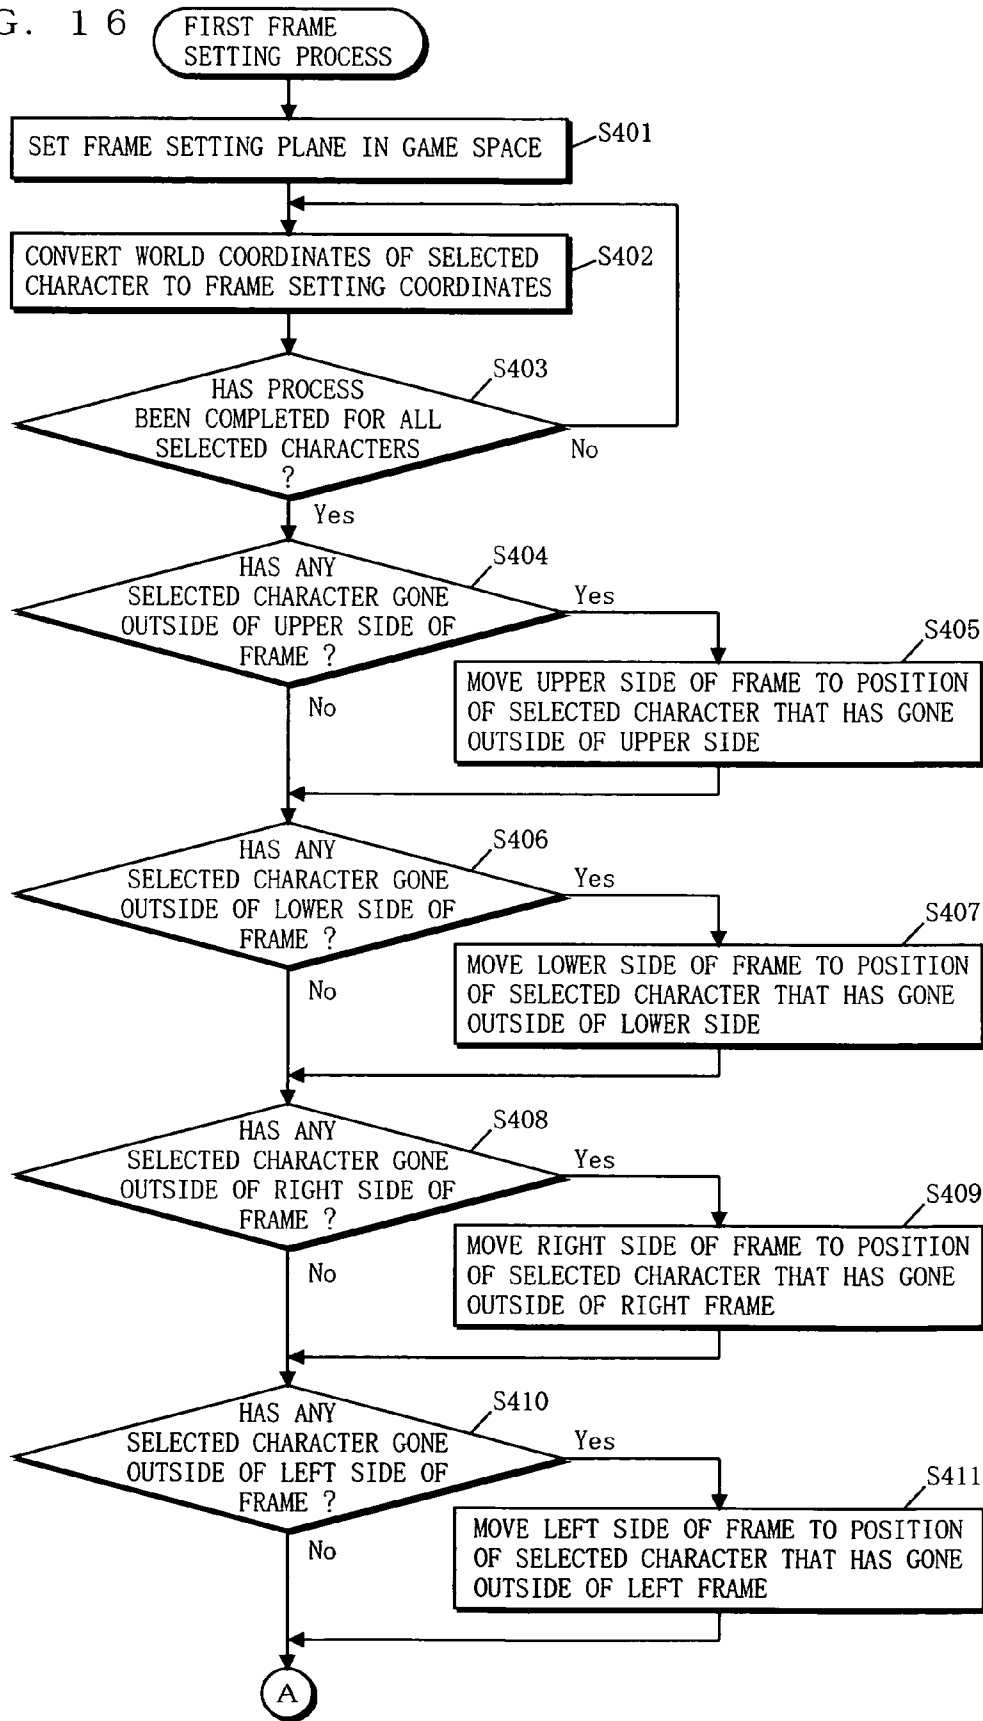 G. 16
FIRST FRAME
SETTING PROCESS
SET FRAME SETTING PLANE IN GAME SPACE
S401
CONVERT WORLD COORDINATES OF SELECTED
CHARACTER TO FRAME SETTING COORDINATES
S402
S403
HAS PROCESS
BEEN COMPLETED FOR ALL
SELECTED CHARACTERS
?
No
Yes
S404
HAS ANY
SELECTED CHARACTER GONE
OUTSIDE OF UPPER SIDE OF
FRAME ?
Yes
No
S405
MOVE UPPER SIDE OF FRAME TO POSITION
OF SELECTED CHARACTER THAT HAS GONE
OUTSIDE OF UPPER SIDE
S406
HAS ANY
SELECTED CHARACTER GONE
OUTSIDE OF LOWER SIDE OF
FRAME ?
Yes
No
S407
MOVE LOWER SIDE OF FRAME TO POSITION
OF SELECTED CHARACTER THAT HAS GONE
OUTSIDE OF LOWER SIDE
S408
HAS ANY
SELECTED CHARACTER GONE
OUTSIDE OF RIGHT SIDE OF
FRAME ?
Yes
No
S409
MOVE RIGHT SIDE OF FRAME TO POSITION
OF SELECTED CHARACTER THAT HAS GONE
OUTSIDE OF RIGHT FRAME
S410
HAS ANY
SELECTED CHARACTER GONE
OUTSIDE OF LEFT SIDE OF
FRAME ?
Yes
No
S411
MOVE LEFT SIDE OF FRAME TO POSITION
OF SELECTED CHARACTER THAT HAS GONE
OUTSIDE OF LEFT FRAME
A